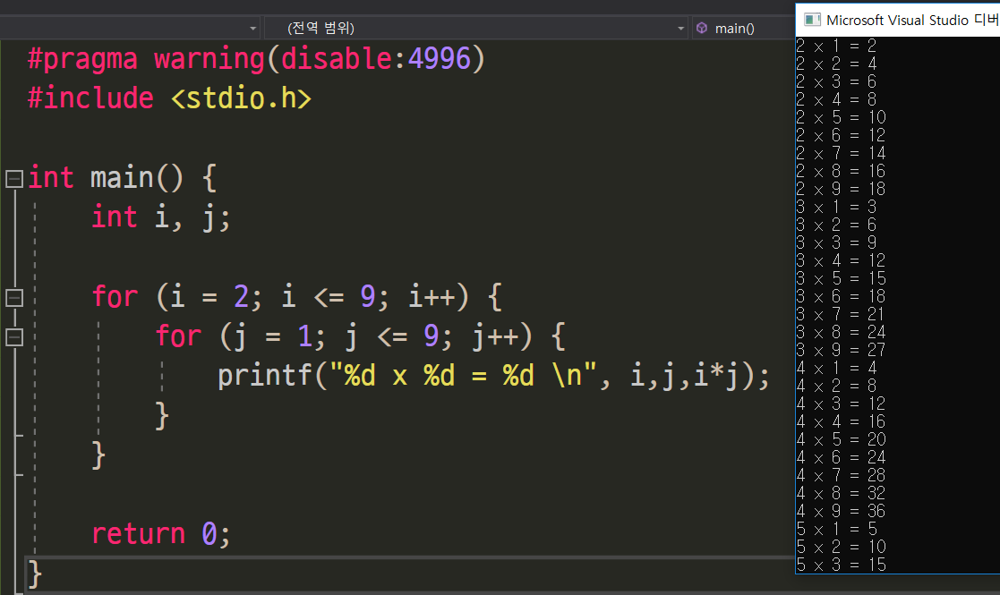 (전역 범위)
main()
#pragma warning(disable:4996)
#include <stdio.h>
int main() {
int i, j;
for (i = 2; i <= 9; i++) {
for (j = 1; j <= 9; j++) {
printf("%d x %d = %d \n", i,j,i*j);
}
}
return 0;
}
Microsoft Visual Studio 디버
2 x 1 = 2
2 x 2 = 4
2 x 3 = 6
2 x 4 = 8
2 x 5 = 10
2 x 6 = 12
2 x 7 = 14
2 x 8 = 16
2 x 9 = 18
3 x 1 = 3
3 x 2 = 6
3 x 3 = 9
3 x 4 = 12
3 x 5 = 15
3 x 6 = 18
3 x 7 = 21
3 x 8 = 24
3 x 9 = 27
4 x 1 = 4
4 x 2 = 8
4 x 3 = 12
4 x 4 = 16
4 x 5 = 20
4 x 6 = 24
4 x 7 = 28
4 x 8 = 32
4 x 9 = 36
5 x 1 = 5
5 x 2 = 10
5 x 3 = 15